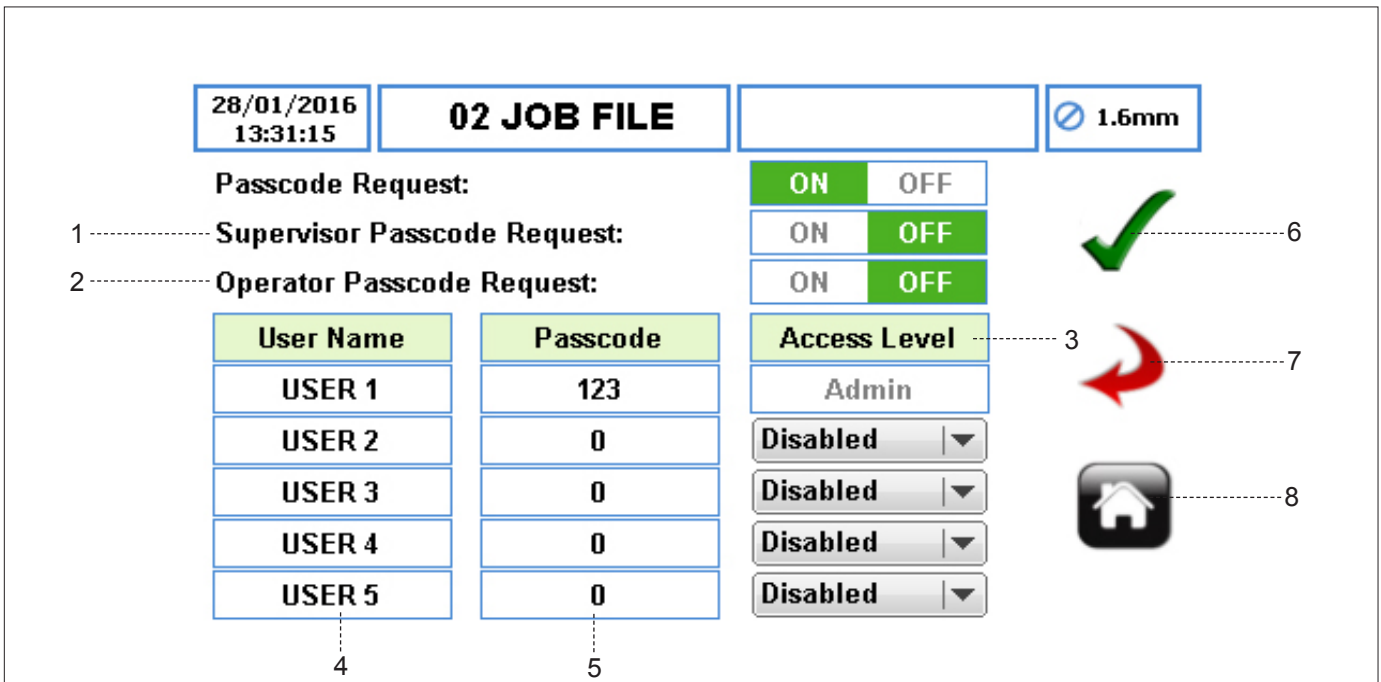 28/01/2016
13:31:15
02 JOB FILE
1.6mm
Passcode Request:
ON OFF
1 Supervisor Passcode Request:
ON OFF
6
2 Operator Passcode Request:
ON OFF
User Name Passcode Access Level
3
7
USER 1 123 Admin
USER 2 0 Disabled
USER 3 0 Disabled
8
USER 4 0 Disabled
USER 5 0 Disabled
4
5